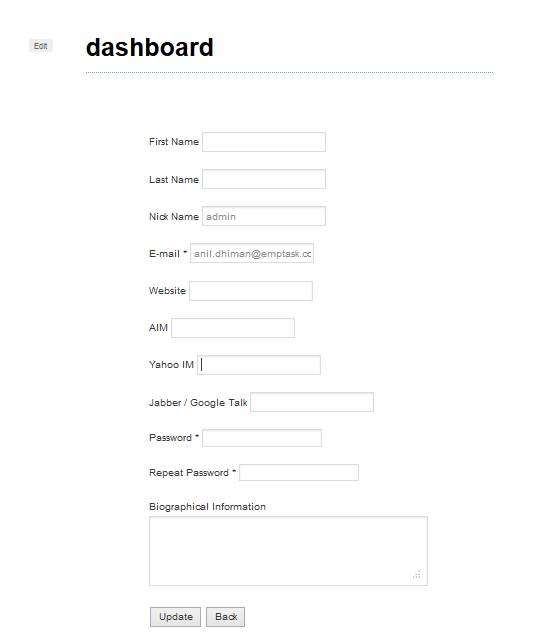 Edit
dashboard
First Name
Last Name
Nick Name admin
E-mail * anil.dhiman@emptask.cc
Website
AIM
Yahoo IM
Jabber / Google Talk
Password *
Repeat Password *
Biographical Information
Update Back